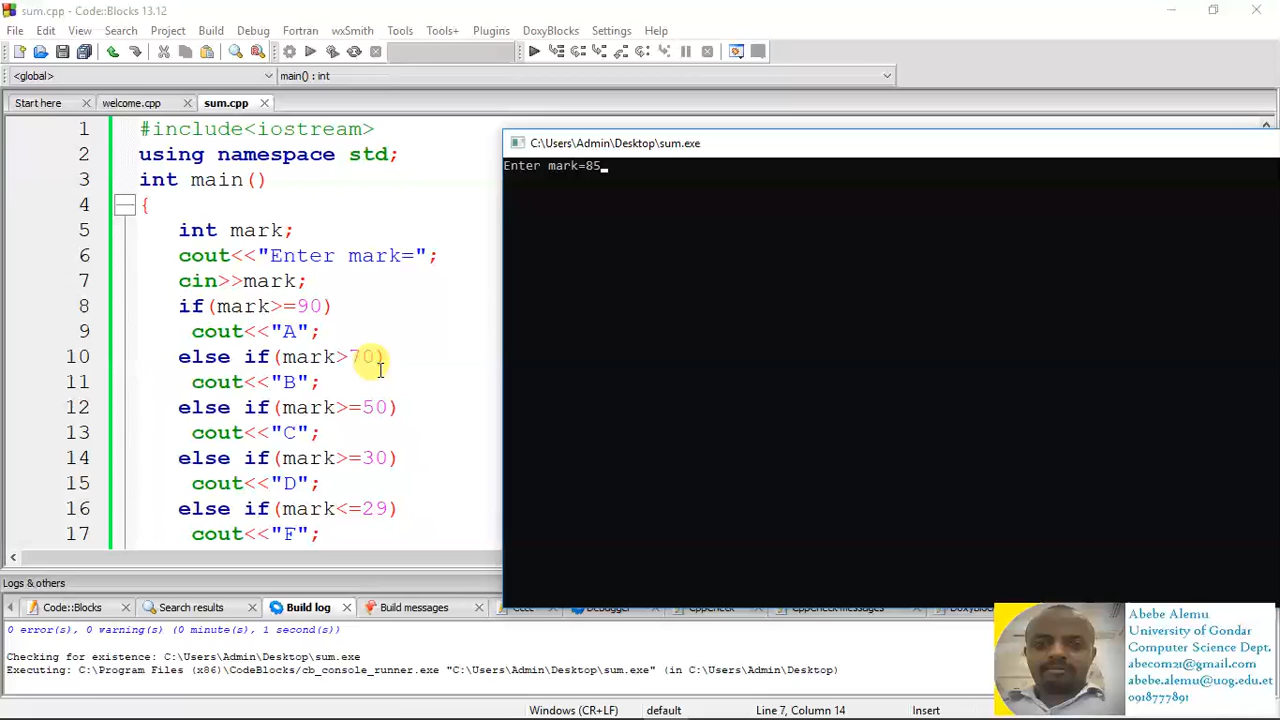 sum.cpp - Code::Blocks 13.12
File Edit View Search Project Build Debug Fortran wxSmith Tools Tools+ Plugins DoxyBlocks Settings Help
<global> main() : int
Start here welcome.cpp sum.cpp
1 #include<iostream>
2 using namespace std;
3 int main()
4 {
5 int mark;
6 cout<<"Enter mark=";
7 cin>>mark;
8 if(mark>=90)
9 cout<<"A";
10 else if(mark>70)
11 cout<<"B";
12 else if(mark>=50)
13 cout<<"C";
14 else if(mark>=30)
15 cout<<"D";
16 else if(mark<=29)
17 cout<<"F";
C:\Users\Admin\Desktop\sum.exe
Enter mark=85
Logs & others
Code::Blocks Search results Build log Build messages
0 error(s), 0 warning(s) (0 minute(s), 1 second(s))
Checking for existence: C:\Users\Admin\Desktop\sum.exe
Executing: C:\Program Files (x86)\CodeBlocks/cb_console_runner.exe "C:\Users\Admin\Desktop\sum.exe" (in C:\Users\Admin\Desktop)
Abebe Alemu
University of Gondar
Computer Science Dept.
abecom21@gmail.com
abebe.alemu@uog.edu.et
0918777891
Windows (CR+LF) default Line 7, Column 14 Insert